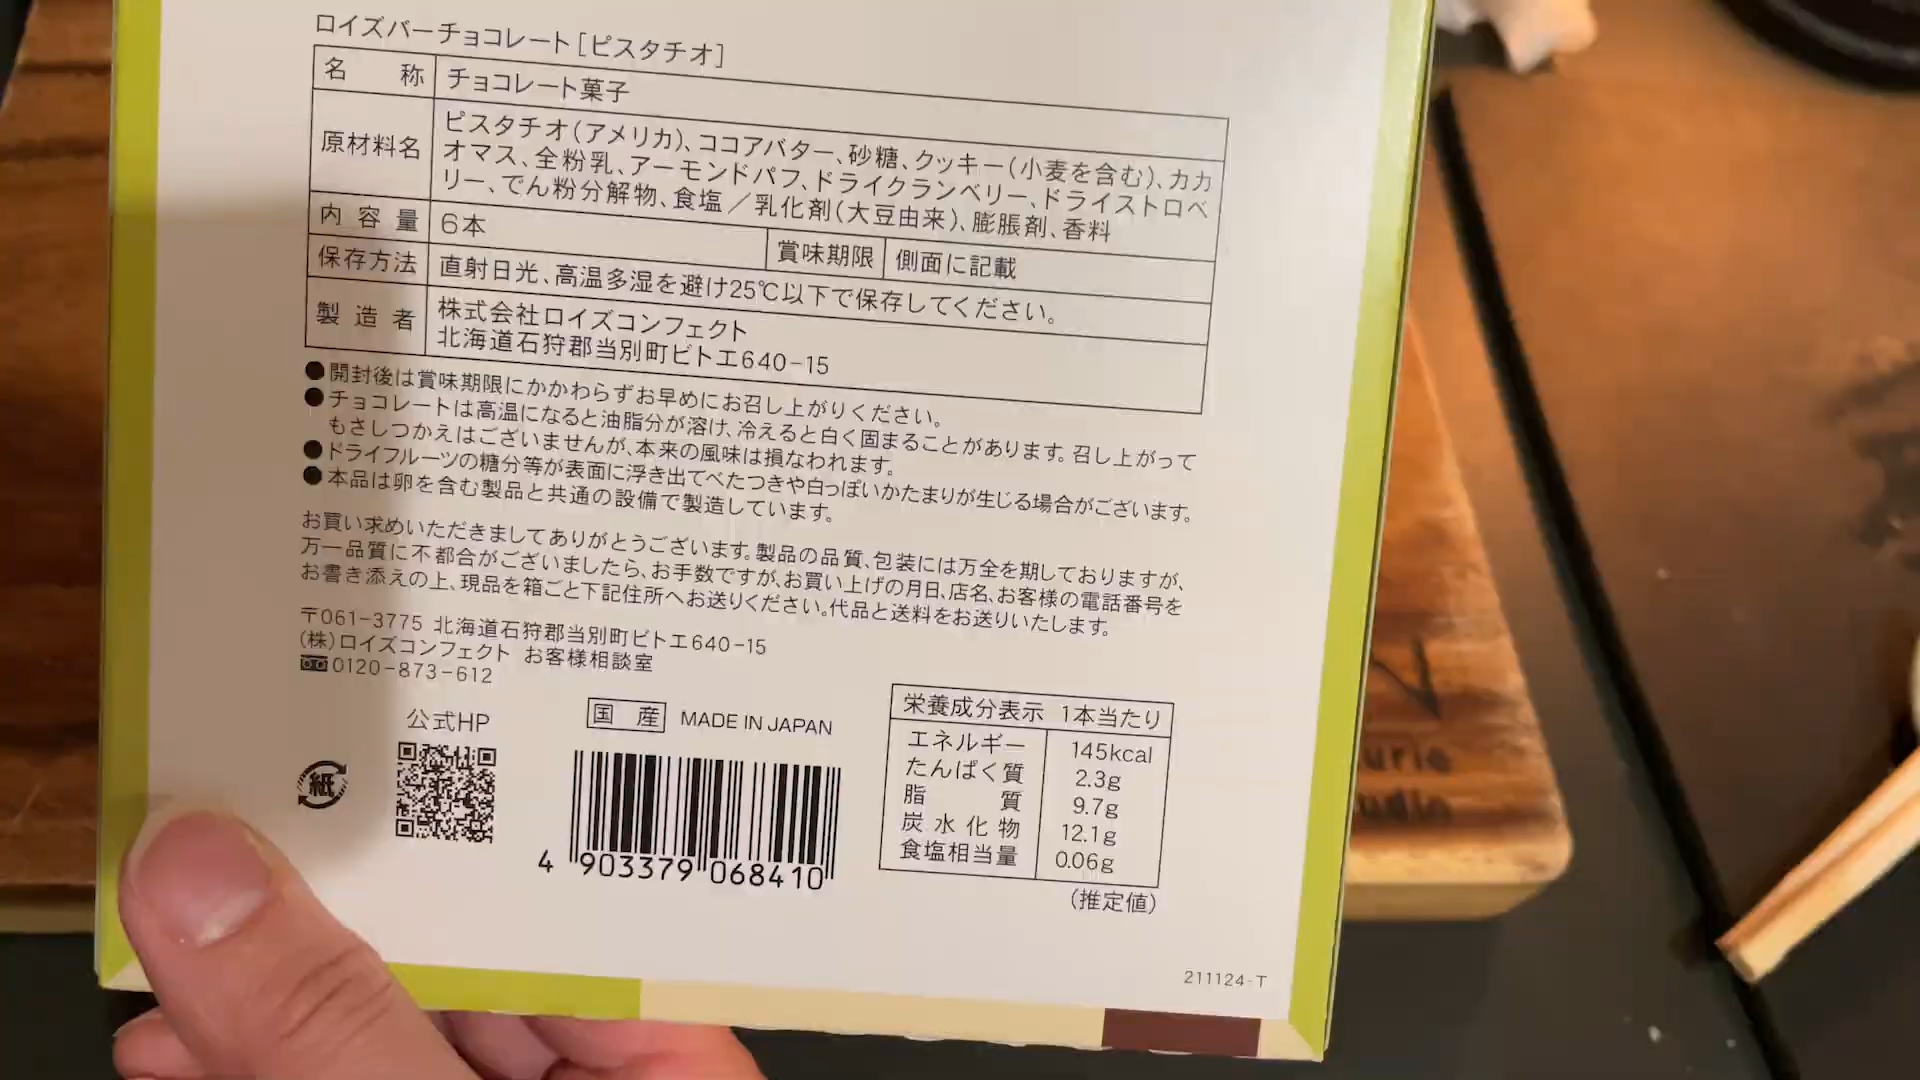 ロイズバーチョコレート[ピスタチオ]
名 称 チョコレート菓子
原材料名 ピスタチオ(アメリカ)、ココアバター、砂糖、クッキー(小麦を含む)、カカ
オマス、全粉乳、アーモンドパフ、ドライクランベリー、ドライストロベ
リー、でん粉分解物、食塩/乳化剤(大豆由来)、膨脹剤、香料
内容量 6本 賞味期限 側面に記載
保存方法 直射日光、高温多湿を避け25℃以下で保存してください。
製造者 株式会社ロイズコンフェクト
北海道石狩郡当別町ビトエ640-15
●開封後は賞味期限にかかわらずお早めにお召し上がりください。
●チョコレートは高温になると油脂分が溶け、冷えると白く固まることがあります。召し上がって
もさしつかえはございませんが、本来の風味は損なわれます。
●ドライフルーツの糖分等が表面に浮き出てべたつきや白っぽいかたまりが生じる場合がございます。
●本品は卵を含む製品と共通の設備で製造しています。
お買い求めいただきましてありがとうございます。製品の品質、包装には万全を期しておりますが、
万一品質に不都合がございましたら、お手数ですが、お買い上げの月日、店名、お客様の電話番号を
お書き添えの上、現品を箱ごと下記住所へお送りください。代品と送料をお送りいたします。
〒061-3775 北海道石狩郡当別町ビトエ640-15
(株)ロイズコンフェクト お客様相談室
0120-873-612
公式HP
国産 MADE IN JAPAN
紙
4 903379 068410
栄養成分表示 1本当たり
エネルギー 145kcal
たんぱく質 2.3g
脂質 9.7g
炭水化物 12.1g
食塩相当量 0.06g
(推定値)
211124-T